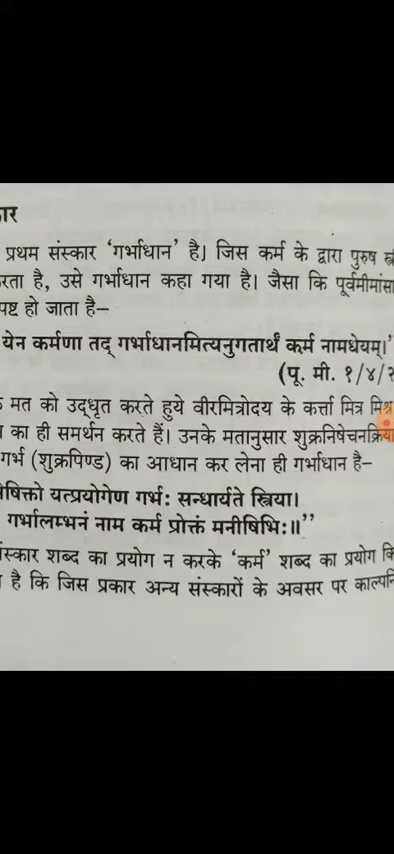 कार
प्रथम संस्कार ‘गर्भाधान’ है। जिस कर्म के द्वारा पुरुष स्त्री
करता है, उसे गर्भाधान कहा गया है। जैसा कि पूर्वमीमांसा
स्पष्ट हो जाता है–
येन कर्मणा तद् गर्भाधानमित्यनुगतार्थं कर्म नामधेयम्।’
(पू. मी. १/४/२
मत को उद्धृत करते हुये वीरमित्रोदय के कर्त्ता मित्र मिश्र
का ही समर्थन करते हैं। उनके मतानुसार शुक्रनिषेचनक्रिया
गर्भ (शुक्रपिण्ड) का आधान कर लेना ही गर्भाधान है–
निषिक्तो यत्प्रयोगेण गर्भः सन्धार्यते स्त्रिया।
गर्भालम्भनं नाम कर्म प्रोक्तं मनीषिभिः॥’’
संस्कार शब्द का प्रयोग न करके ‘कर्म’ शब्द का प्रयोग कि
है कि जिस प्रकार अन्य संस्कारों के अवसर पर काल्पनि